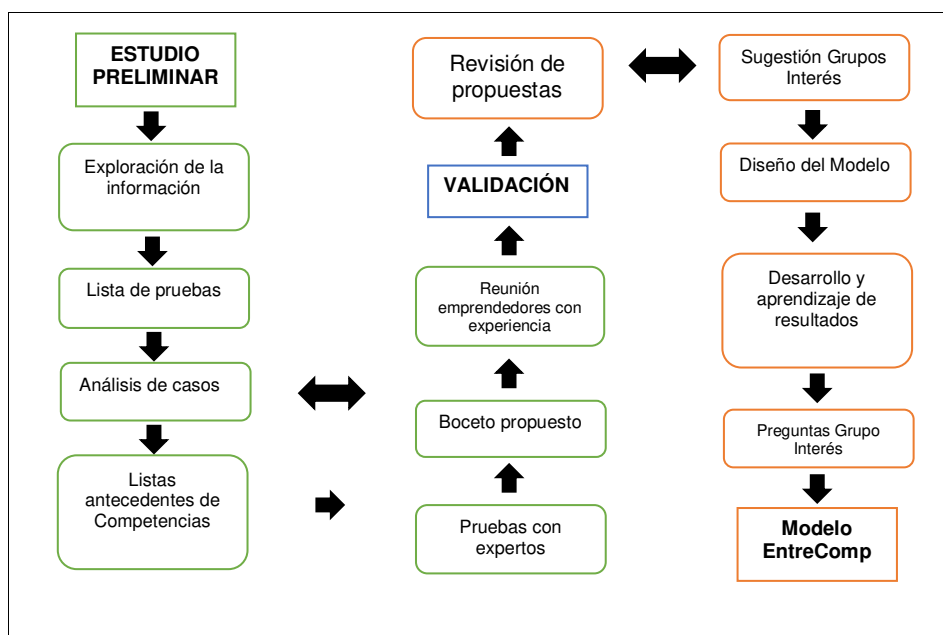 ESTUDIO
PRELIMINAR
Exploración de la
información
Lista de pruebas
Análisis de casos
Listas
antecedentes de
Competencias
Revisión de
propuestas
VALIDACIÓN
Reunión
emprendedores con
experiencia
Boceto propuesto
Pruebas con
expertos
Sugestión Grupos
Interés
Diseño del Modelo
Desarrollo y
aprendizaje de
resultados
Preguntas Grupo
Interés
Modelo
EntreComp